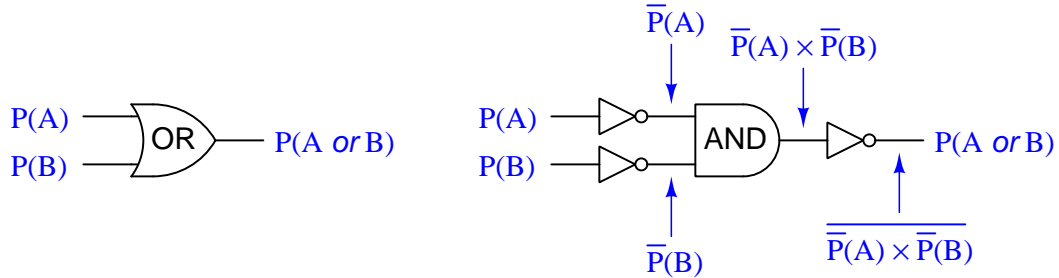 P(A)
P(B)
OR
P(A or B)
P̅(A)
P̅(A) × P̅(B)
P(A)
P(B)
AND
P(A or B)
P̅(B)
P̅(A) × P̅(B)